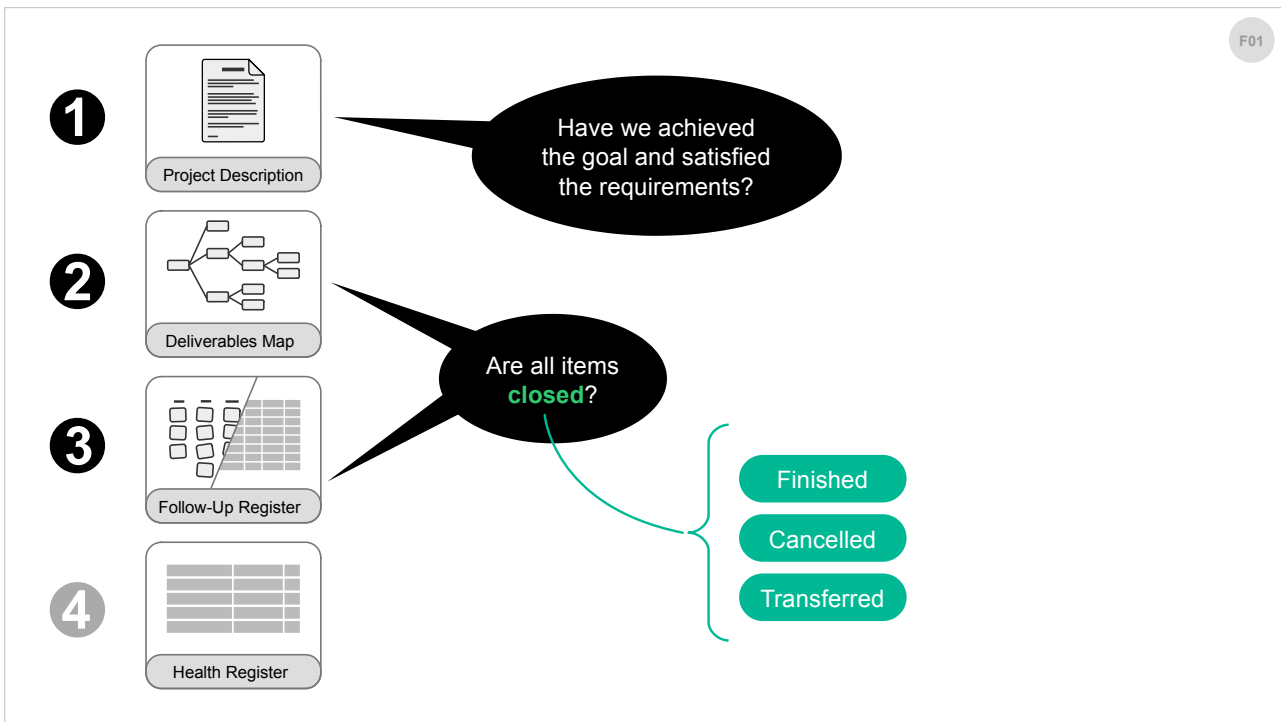 F01
1
Project Description
Have we achieved
the goal and satisfied
the requirements?
2
Deliverables Map
Are all items
closed?
3
Follow-Up Register
Finished
Cancelled
Transferred
4
Health Register